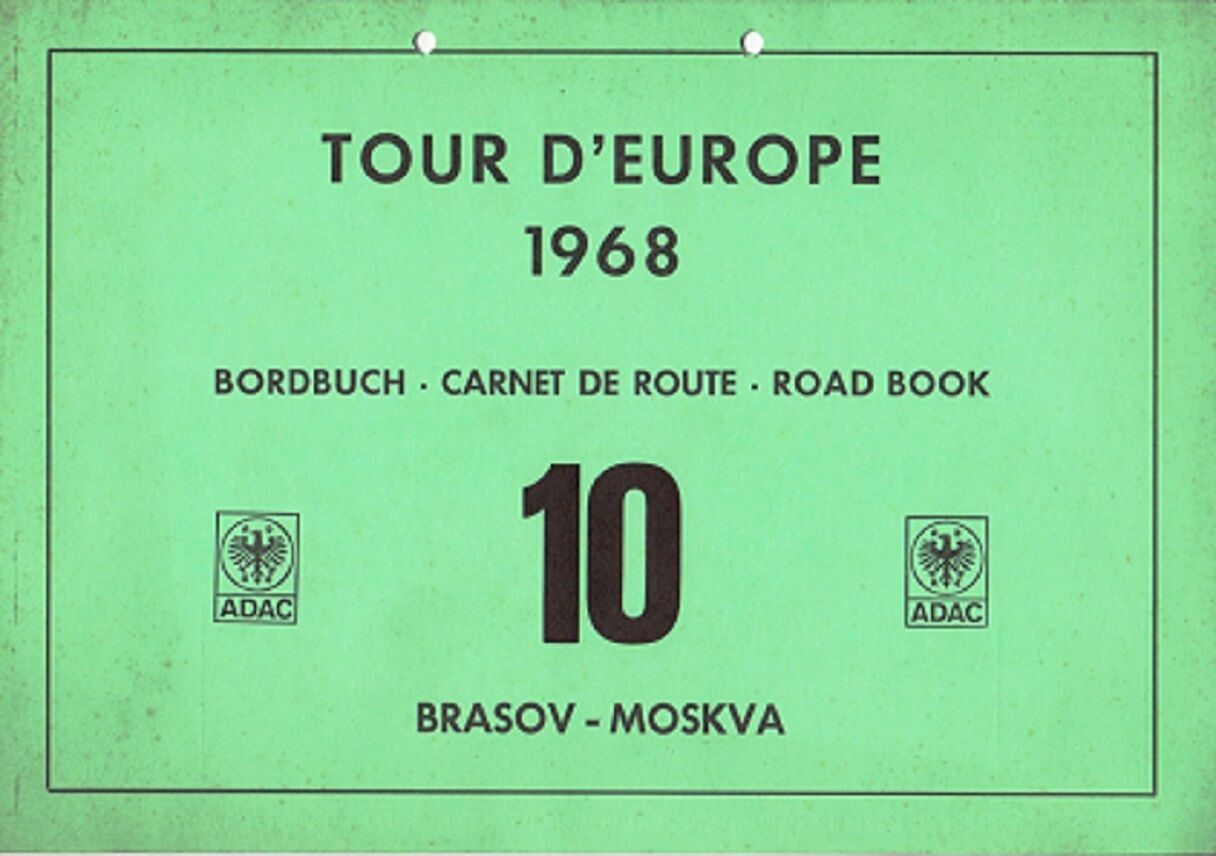 TOUR D'EUROPE
1968
BORDBUCH · CARNET DE ROUTE · ROAD BOOK
10
ADAC
ADAC
BRASOV - MOSKVA